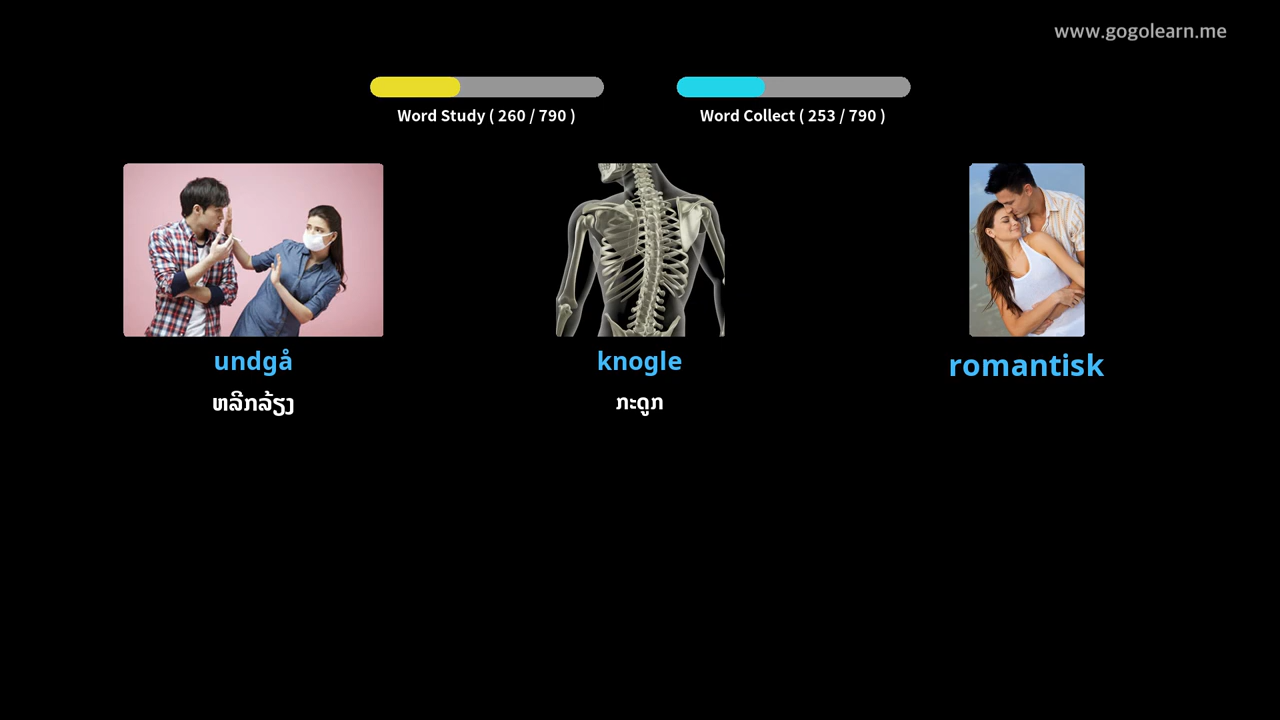 www.gogolearn.me
Word Study ( 260 / 790 )
Word Collect ( 253 / 790 )
undgå
knogle
romantisk
ຫລີກລ້ຽງ
ກະດູກ